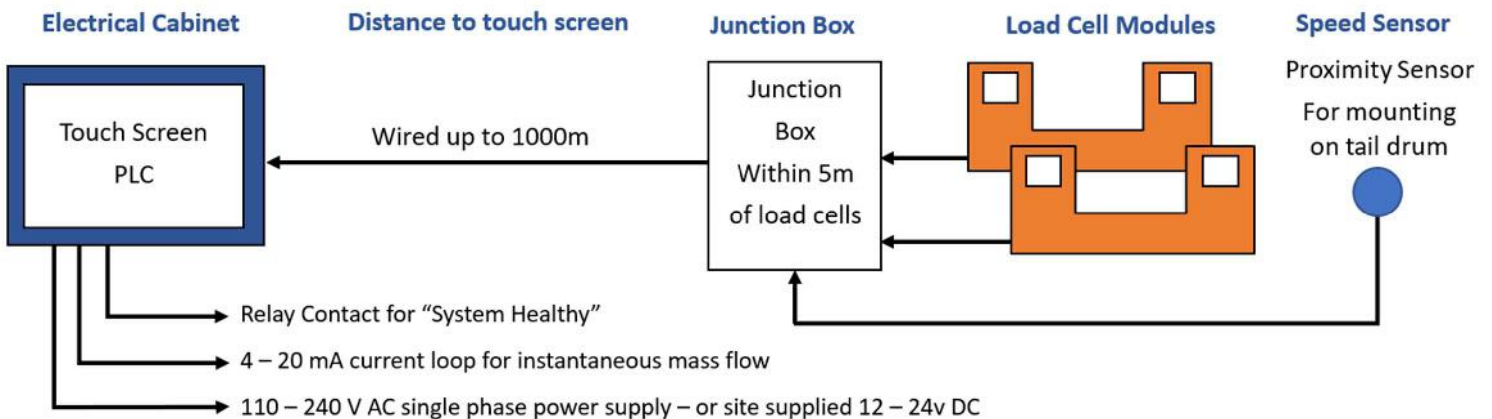 Electrical Cabinet
Distance to touch screen
Junction Box
Load Cell Modules
Speed Sensor
Touch Screen
PLC
Wired up to 1000m
Junction
Box
Within 5m
of load cells
Proximity Sensor
For mounting
on tail drum
Relay Contact for “System Healthy”
4 – 20 mA current loop for instantaneous mass flow
110 – 240 V AC single phase power supply – or site supplied 12 – 24v DC